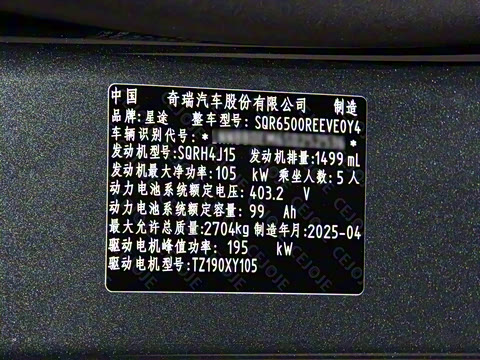 中国 奇瑞汽车股份有限公司 制造
品牌:星途 整车型号:SQR6500REEVE0Y4
车辆识别代号:* *
发动机型号:SQRH4J15 发动机排量:1499 mL
发动机最大净功率:105 kW 乘坐人数:5 人
动力电池系统额定电压:403.2 V
动力电池系统额定容量:99 Ah
最大允许总质量:2704kg 制造年月:2025-04
驱动电机峰值功率: 195 kW
驱动电机型号:TZ190XY105